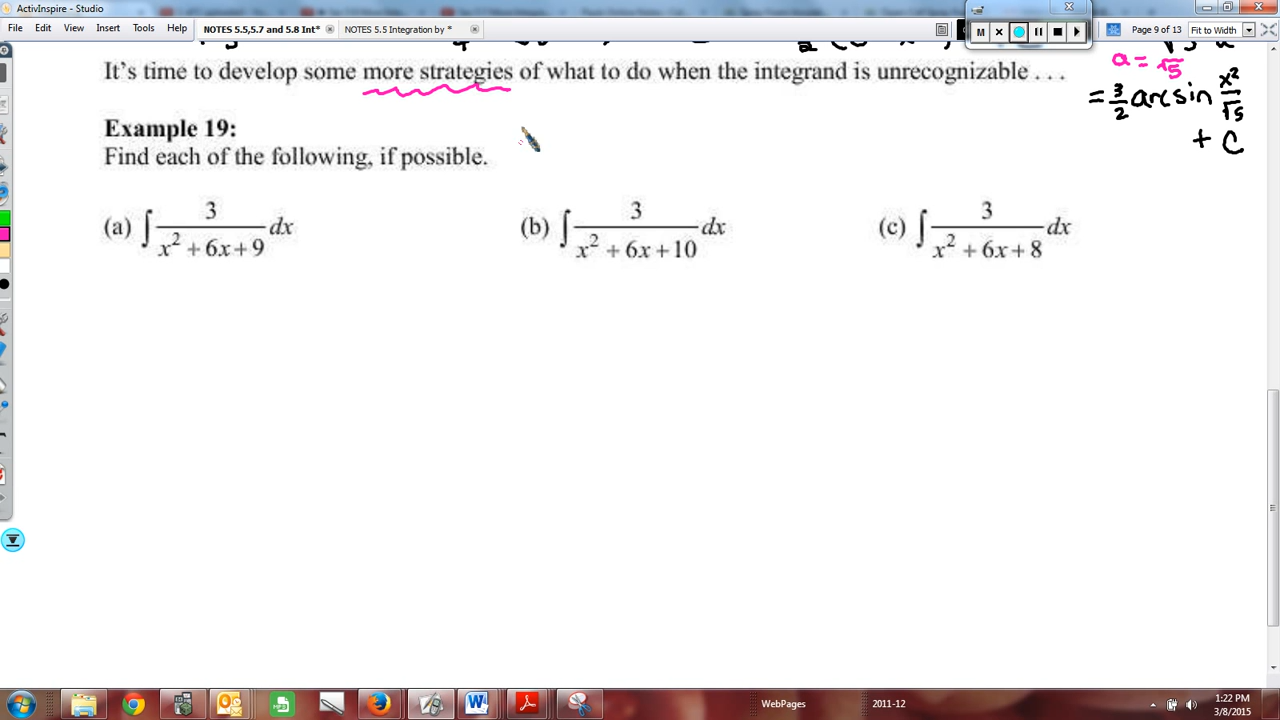 ActivInspire - Studio
File Edit View Insert Tools Help
NOTES 5.5,5.7 and 5.8 Int*
NOTES 5.5 Integration by *
M
Page 9 of 13
Fit to Width
It's time to develop some more strategies of what to do when the integrand is unrecognizable . . .
a = √5
= 3/2 arcsin x²/√5
+ C
Example 19:
Find each of the following, if possible.
(a) ∫ 3/(x² + 6x + 9) dx
(b) ∫ 3/(x² + 6x + 10) dx
(c) ∫ 3/(x² + 6x + 8) dx
WebPages
2011-12
1:22 PM
3/8/2015